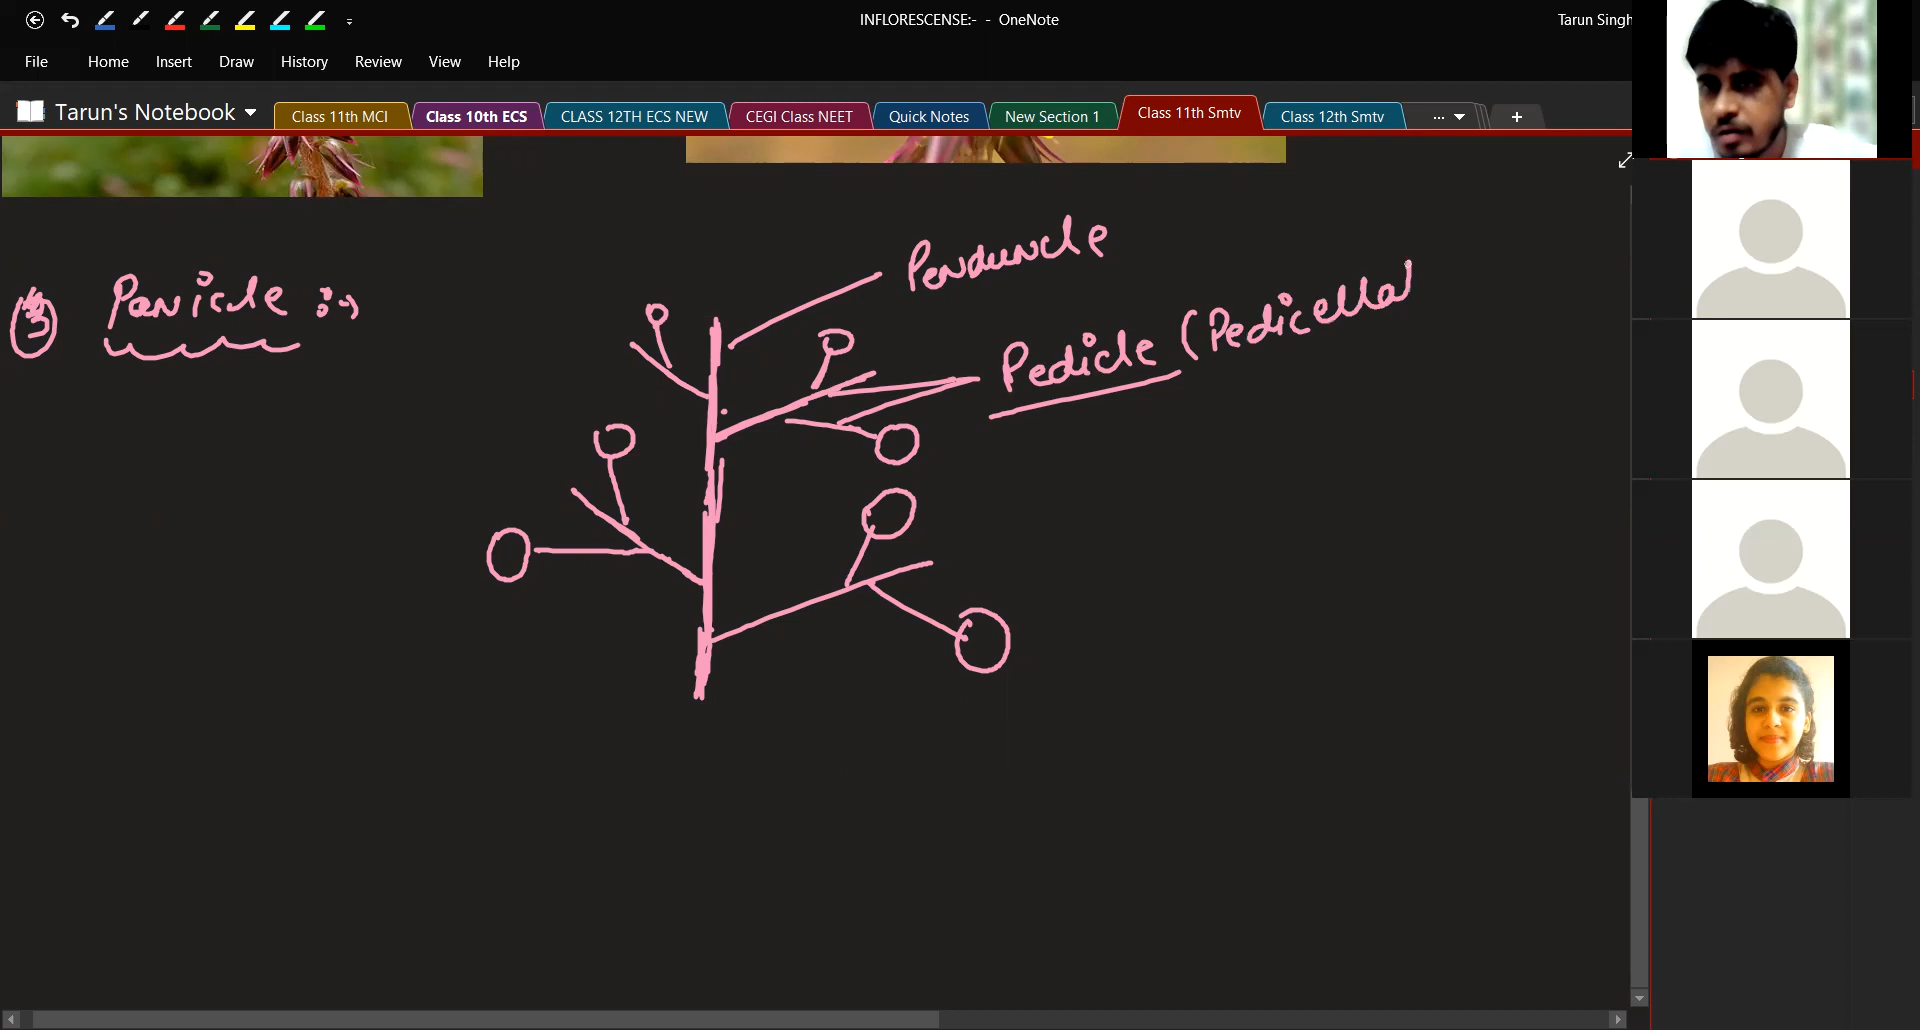 INFLORESCENSE:- - OneNote
Tarun Singh
File Home Insert Draw History Review View Help
Tarun's Notebook
Class 11th MCI
Class 10th ECS
CLASS 12TH ECS NEW
CEGI Class NEET
Quick Notes
New Section 1
Class 11th Smtv
Class 12th Smtv
...
+
Penduncle
3 Panicle :->
Pedicle (Pedicellat